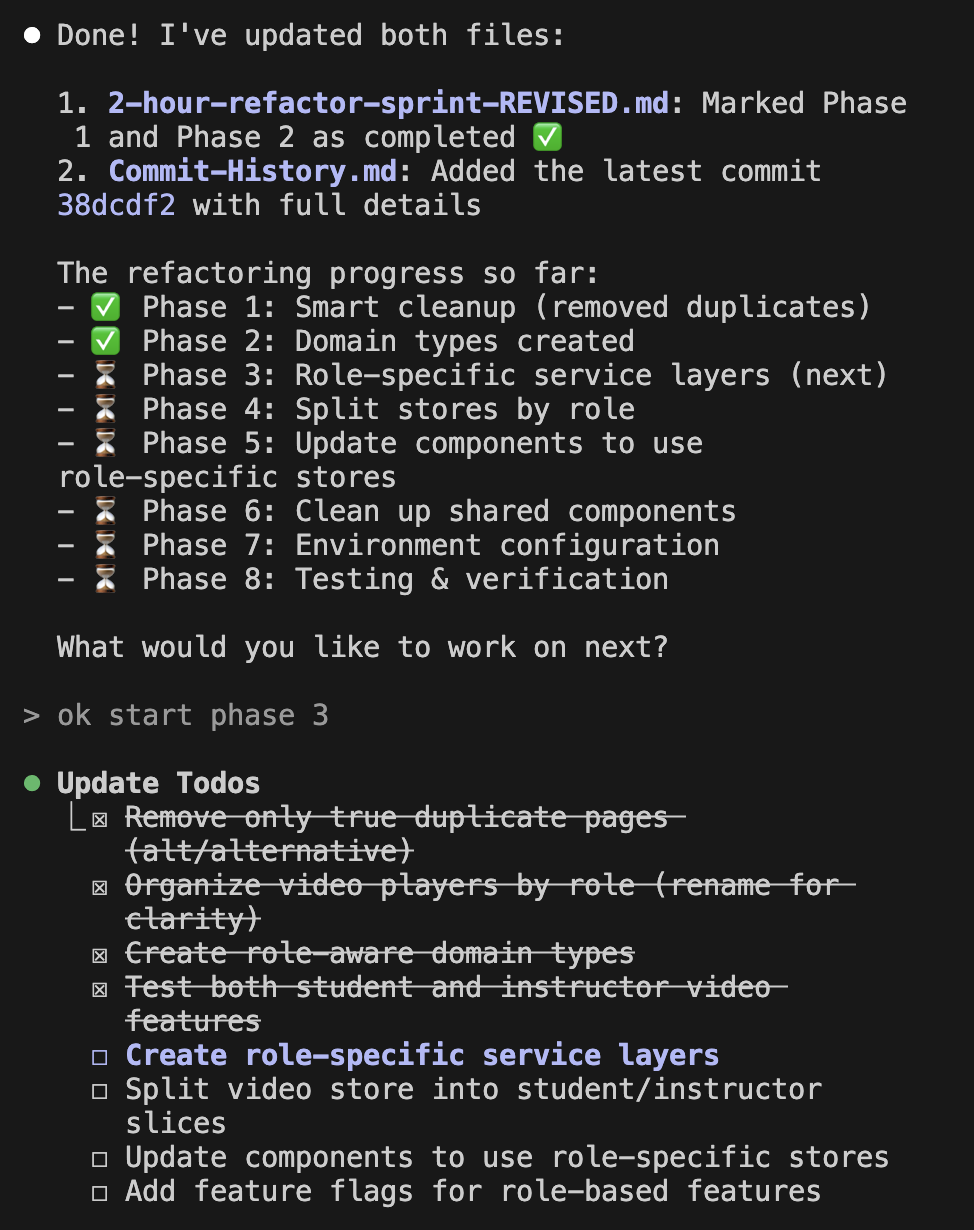 ● Done! I've updated both files:
1. 2-hour-refactor-sprint-REVISED.md: Marked Phase
1 and Phase 2 as completed ✅
2. Commit-History.md: Added the latest commit
38dcdf2 with full details
The refactoring progress so far:
- ✅ Phase 1: Smart cleanup (removed duplicates)
- ✅ Phase 2: Domain types created
- ⏳ Phase 3: Role-specific service layers (next)
- ⏳ Phase 4: Split stores by role
- ⏳ Phase 5: Update components to use
role-specific stores
- ⏳ Phase 6: Clean up shared components
- ⏳ Phase 7: Environment configuration
- ⏳ Phase 8: Testing & verification
What would you like to work on next?
> ok start phase 3
● Update Todos
⎿ ☒ Remove only true duplicate pages
(alt/alternative)
☒ Organize video players by role (rename for
clarity)
☒ Create role-aware domain types
☒ Test both student and instructor video
features
☐ Create role-specific service layers
☐ Split video store into student/instructor
slices
☐ Update components to use role-specific stores
☐ Add feature flags for role-based features